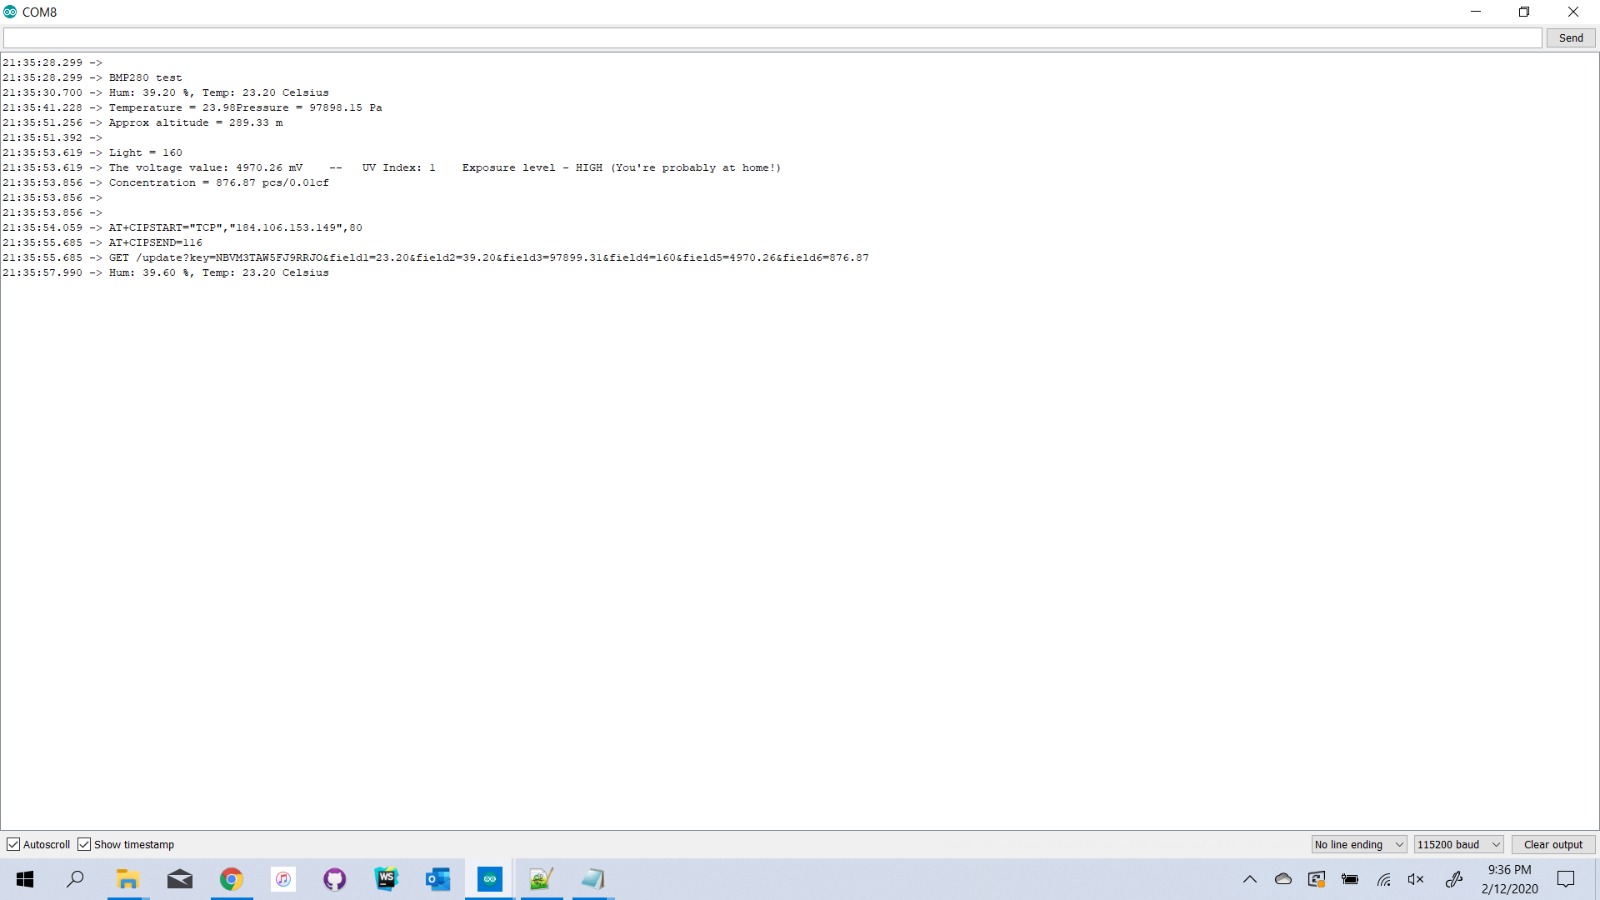 COM8
Send
21:35:28.299 ->
21:35:28.299 -> BMP280 test
21:35:30.700 -> Hum: 39.20 %, Temp: 23.20 Celsius
21:35:41.228 -> Temperature = 23.98Pressure = 97898.15 Pa
21:35:51.256 -> Approx altitude = 289.33 m
21:35:51.392 ->
21:35:53.619 -> Light = 160
21:35:53.619 -> The voltage value: 4970.26 mV    --   UV Index: 1    Exposure level - HIGH (You're probably at home!)
21:35:53.856 -> Concentration = 876.87 pcs/0.01cf
21:35:53.856 ->
21:35:53.856 ->
21:35:54.059 -> AT+CIPSTART="TCP","184.106.153.149",80
21:35:55.685 -> AT+CIPSEND=116
21:35:55.685 -> GET /update?key=NBVM3TAW5FJ9RRJO&field1=23.20&field2=39.20&field3=97899.31&field4=160&field5=4970.26&field6=876.87
21:35:57.990 -> Hum: 39.60 %, Temp: 23.20 Celsius
Autoscroll Show timestamp
No line ending 115200 baud Clear output
WS
9:36 PM
2/12/2020